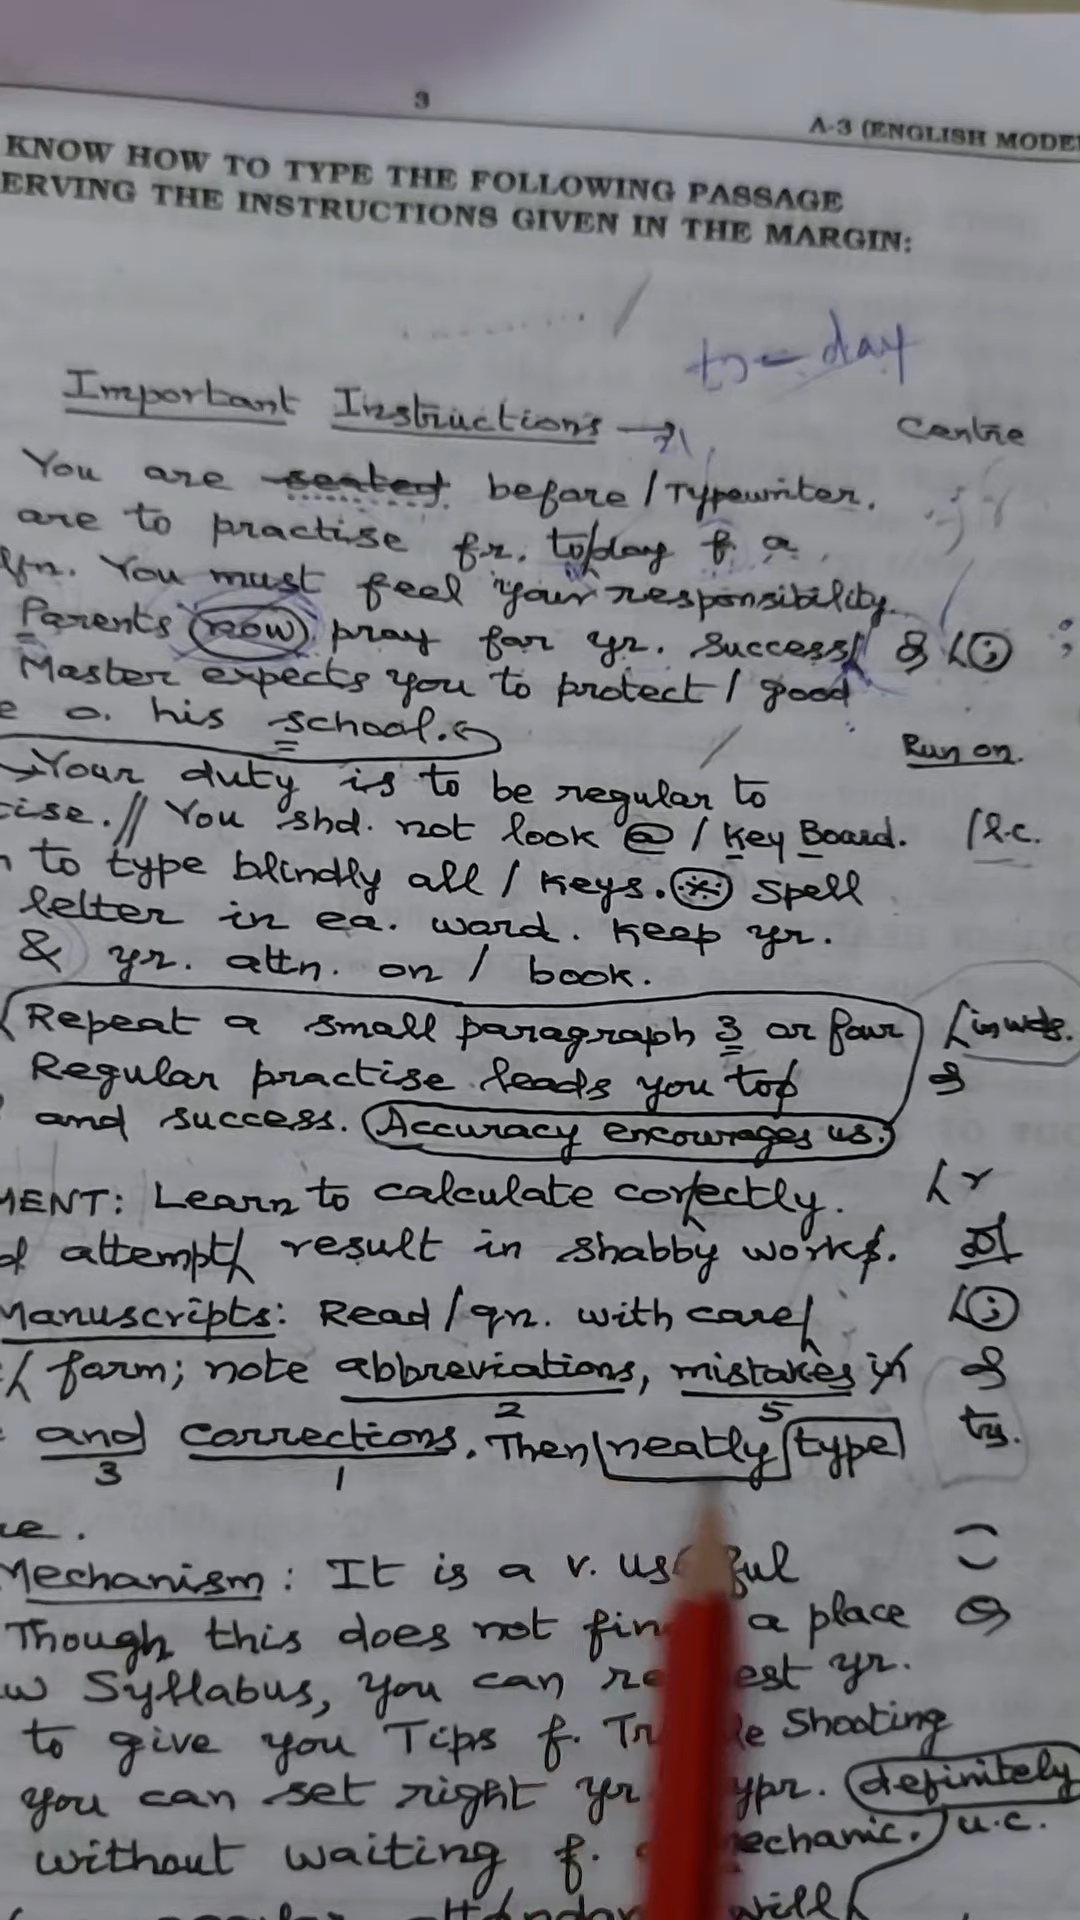 3
A-3 (ENGLISH MODE
KNOW HOW TO TYPE THE FOLLOWING PASSAGE
ERVING THE INSTRUCTIONS GIVEN IN THE MARGIN:
to-day
Important Instructions
Centre
You are seated before / Typewriter.
are to practise fr. today f. a
You must feel your responsibility.
Parents now pray for yr. success ;
Master expects you to protect / good
e o. his school.
Run on.
Your duty is to be regular to
cise. // You shd. not look @ / Key Board. / l.c.
to type blindly all / keys. Spell
letter in ea. word. Keep yr.
& yr. attn. on / book.
Repeat a small paragraph 3 or four in wds.
Regular practise leads you top
and success. Accuracy encourages us.
MENT: Learn to calculate correctly. r
attempt result in shabby works.
Manuscripts: Read / qn. with care ;
form; note abbreviations, mistakes in
2 5
and corrections. Then neatly type trs.
3 1
ue.
Mechanism: It is a v. useful
Though this does not find a place
w Syllabus, you can request yr.
to give you Tips f. Trouble Shooting
you can set right yr typr. definitely
without waiting f. a mechanic. u.c.
will